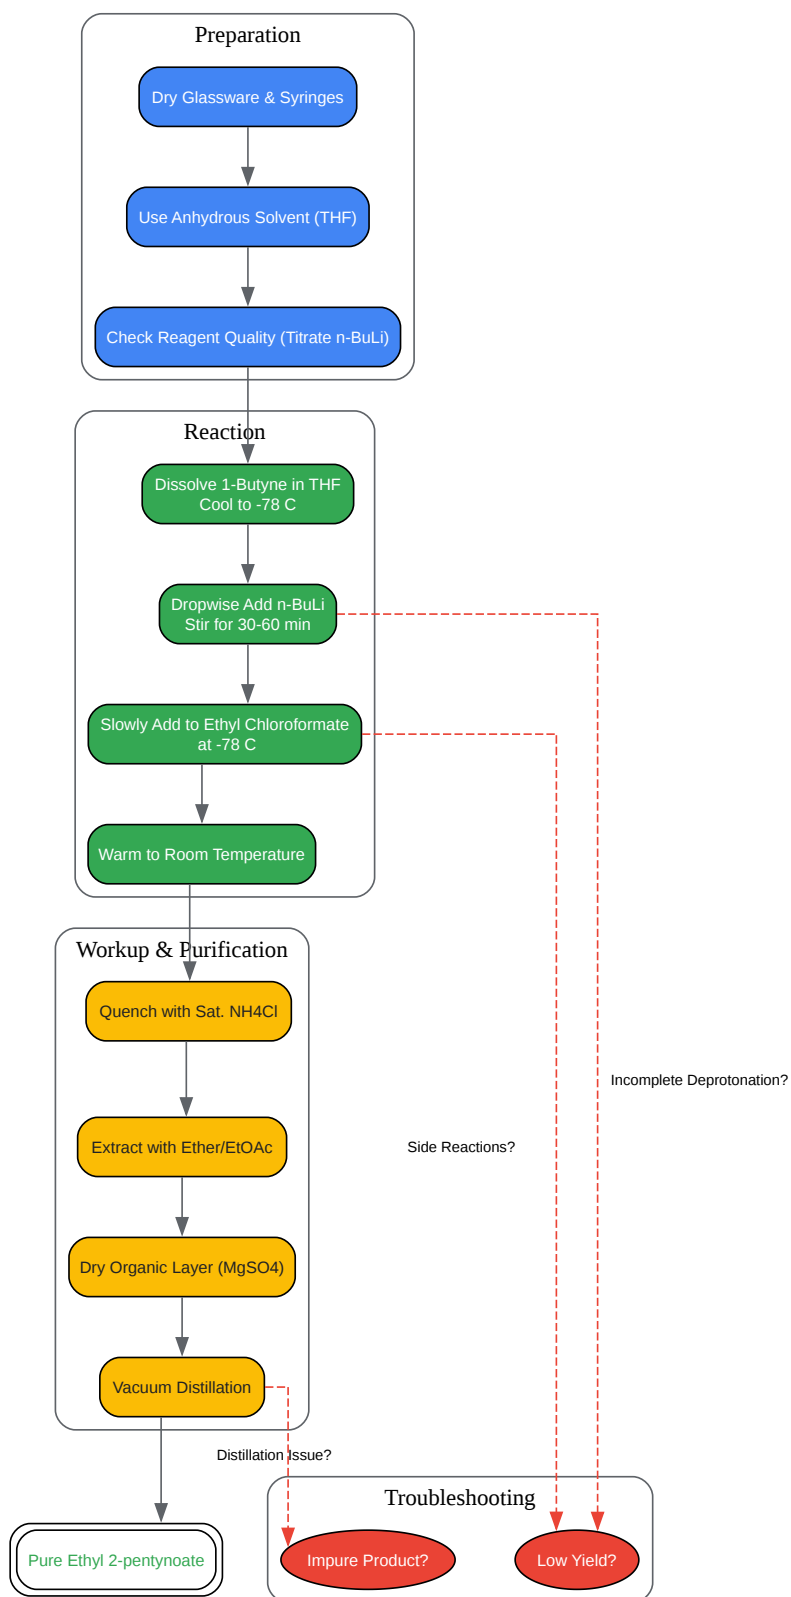 Preparation
Dry Glassware & Syringes
Use Anhydrous Solvent (THF)
Check Reagent Quality (Titrate n-BuLi)
Reaction
Dissolve 1-Butyne in THF
Cool to -78 C
Dropwise Add n-BuLi
Stir for 30-60 min
Slowly Add to Ethyl Chloroformate
at -78 C
Warm to Room Temperature
Workup & Purification
Quench with Sat. NH4Cl
Incomplete Deprotonation?
Extract with Ether/EtOAc
Side Reactions?
Dry Organic Layer (MgSO4)
Vacuum Distillation
Distillation Issue?
Troubleshooting
Pure Ethyl 2-pentynoate
Impure Product?
Low Yield?